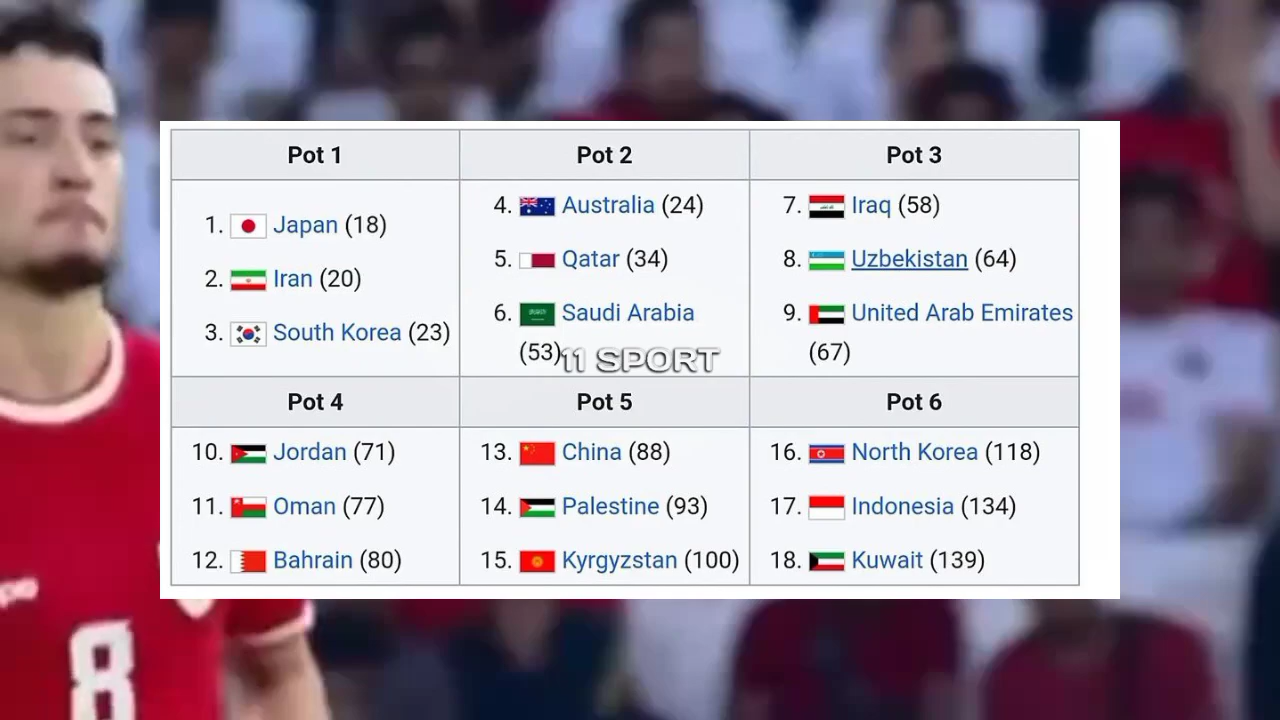 Pot 1
Pot 2
Pot 3
1. Japan (18)
2. Iran (20)
3. South Korea (23)
4. Australia (24)
5. Qatar (34)
6. Saudi Arabia
(53)
7. Iraq (58)
8. Uzbekistan (64)
9. United Arab Emirates
(67)
11 SPORT
Pot 4
Pot 5
Pot 6
10. Jordan (71)
11. Oman (77)
12. Bahrain (80)
13. China (88)
14. Palestine (93)
15. Kyrgyzstan (100)
16. North Korea (118)
17. Indonesia (134)
18. Kuwait (139)
8